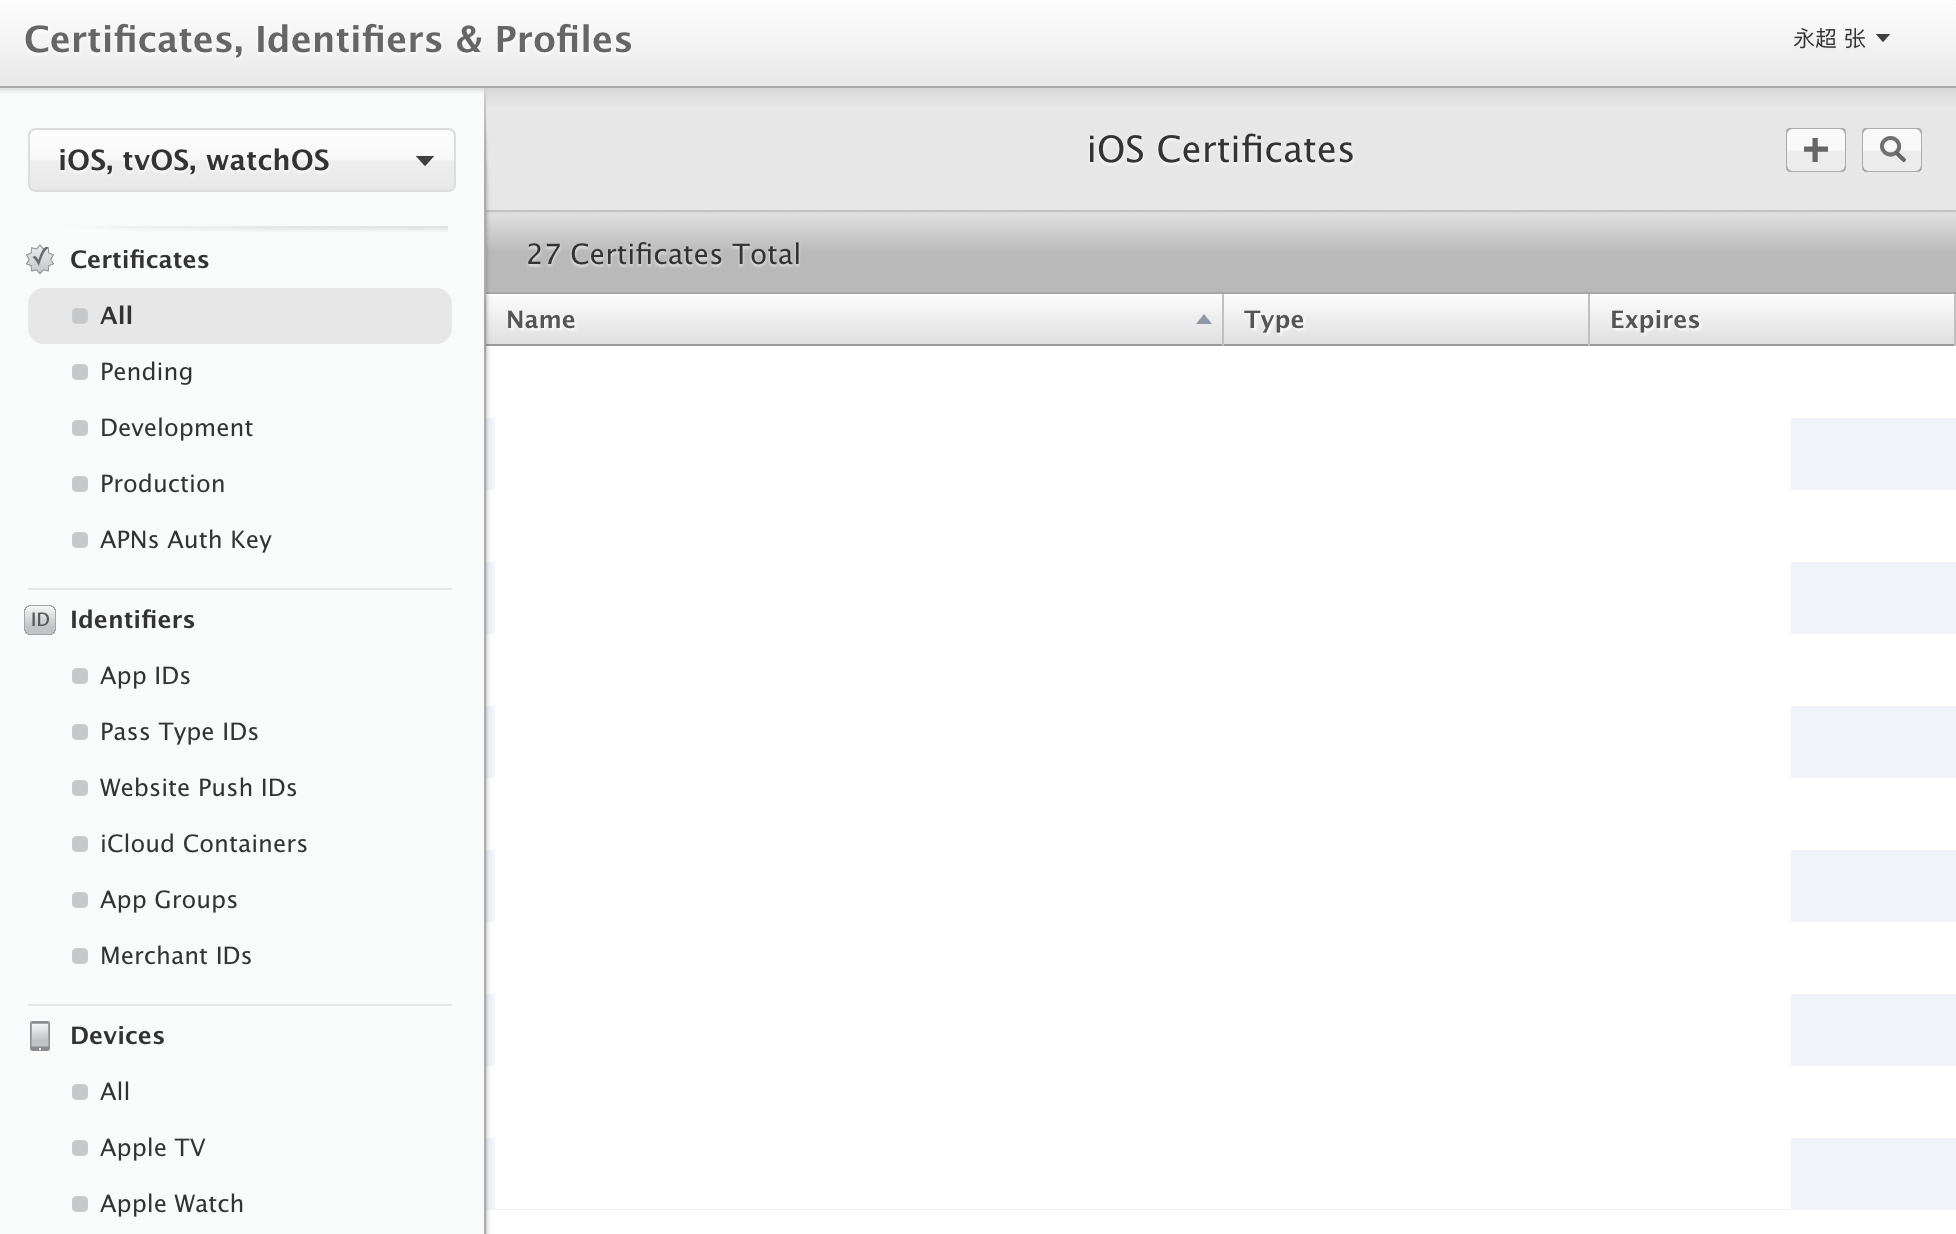 Certificates, Identifiers & Profiles
永超 张
iOS, tvOS, watchOS
Certificates
All
Pending
Development
Production
APNs Auth Key
ID Identifiers
App IDs
Pass Type IDs
Website Push IDs
iCloud Containers
App Groups
Merchant IDs
Devices
All
Apple TV
Apple Watch
iOS Certificates
27 Certificates Total
Name Type Expires